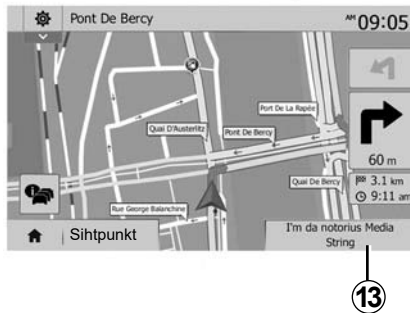 Pont De Bercy
AM 09:05
Port De La Rapée
Quai D'Austerlitz
Pont De Bercy
60 m
Quai De Bercy
3.1 km
9:11 am
Rue George Balanchine
Sihtpunkt
I'm da notorius Media
String
13